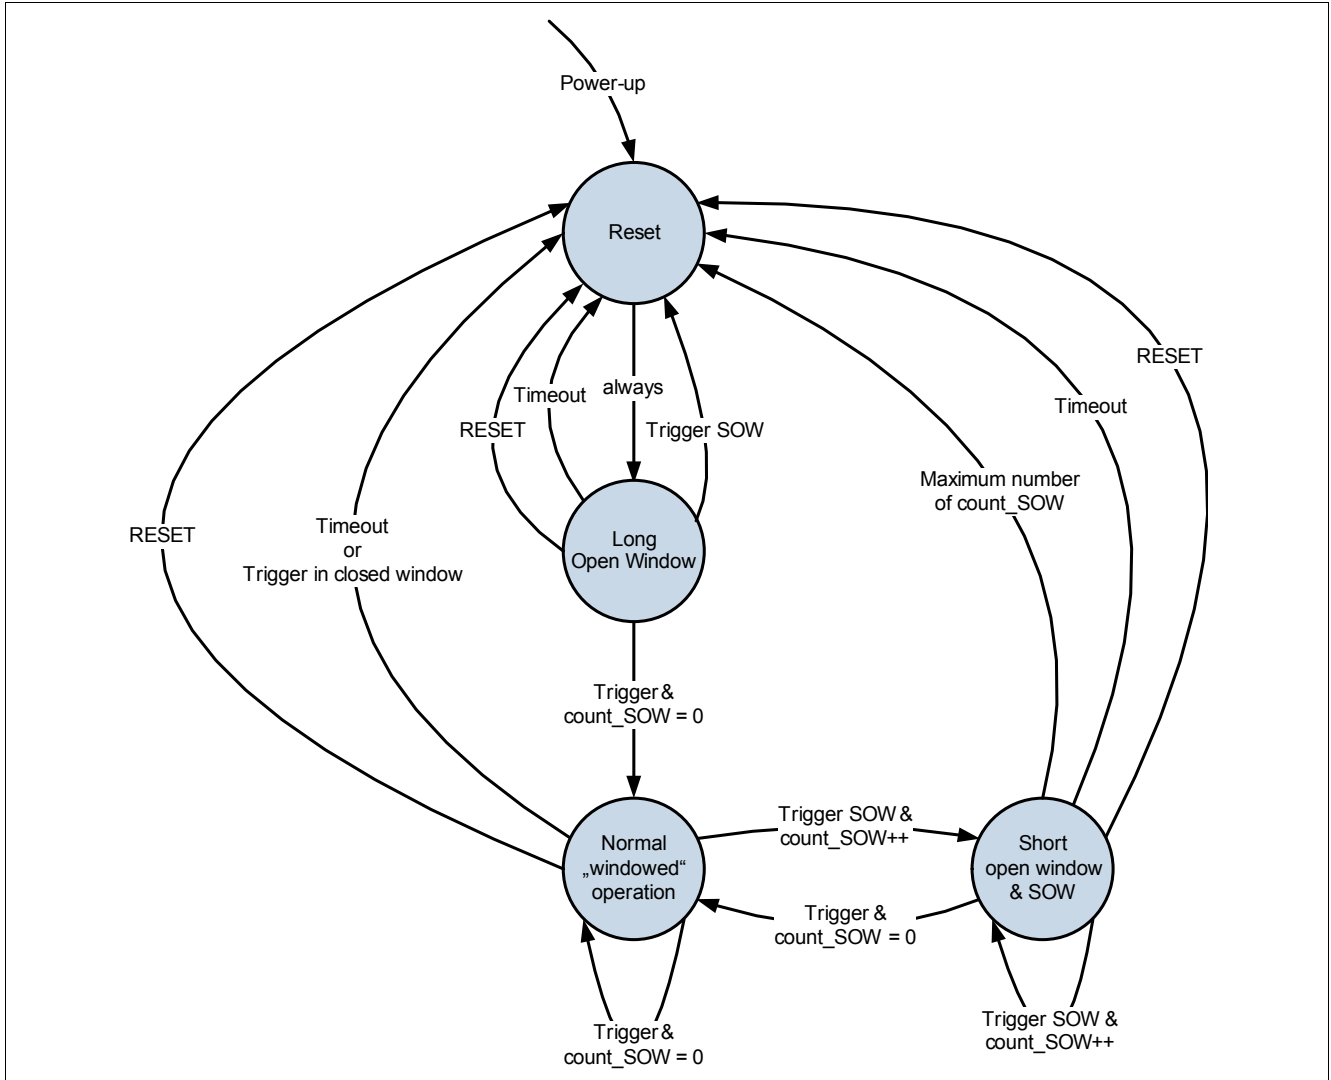 Power-up
Reset
RESET
Timeout
always
Timeout
RESET
Trigger SOW
Maximum number
of count_SOW
RESET
Timeout
or
Trigger in closed window
Long
Open Window
Trigger &
count_SOW = 0
Normal
„windowed“
operation
Trigger SOW &
count_SOW++
Short
open window
& SOW
Trigger &
count_SOW = 0
Trigger &
count_SOW = 0
Trigger SOW &
count_SOW++